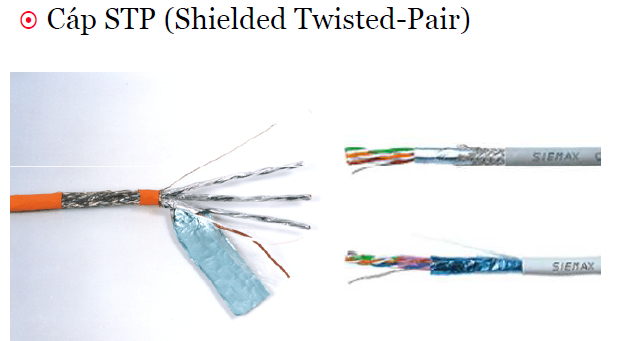 Cáp STP (Shielded Twisted-Pair)
SIEMAX C
SIEMAX